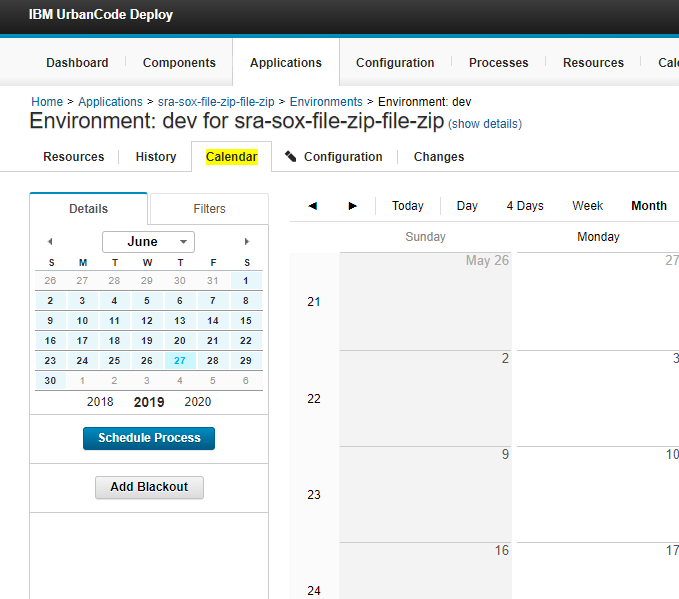 IBM UrbanCode Deploy
Dashboard Components Applications Configuration Processes Resources Cal
Home > Applications > sra-sox-file-zip-file-zip > Environments > Environment: dev
Environment: dev for sra-sox-file-zip-file-zip (show details)
Resources History Calendar Configuration Changes
Details Filters
◄ ► Today Day 4 Days Week Month
June
Sunday Monday
S M T W T F S
26 27 28 29 30 31 1
2 3 4 5 6 7 8
9 10 11 12 13 14 15
16 17 18 19 20 21 22
23 24 25 26 27 28 29
30 1 2 3 4 5 6
2018 2019 2020
Schedule Process
Add Blackout
May 26 27
21
2 3
22
9 10
23
16 17
24